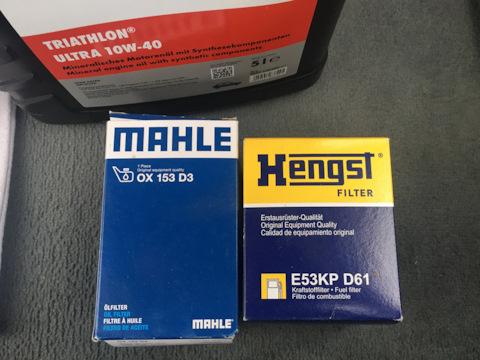 TRIATHLON®
ULTRA 10W-40
Mineralisches Motorenöl mit Synthesekomponenten
Mineral engine oil with synthetic components
5 l e
MAHLE
1 Piece
Original equipment quality
OX 153 D3
ÖLFILTER
OIL FILTER
FILTRE À HUILE
FILTRO DE ACEITE
MAHLE
Hengst®
FILTER
Erstausrüster-Qualität
Original Equipment Quality
Calidad de equipamiento original
E53KP D61
Kraftstofffilter • Fuel filter
Filtro de combustible